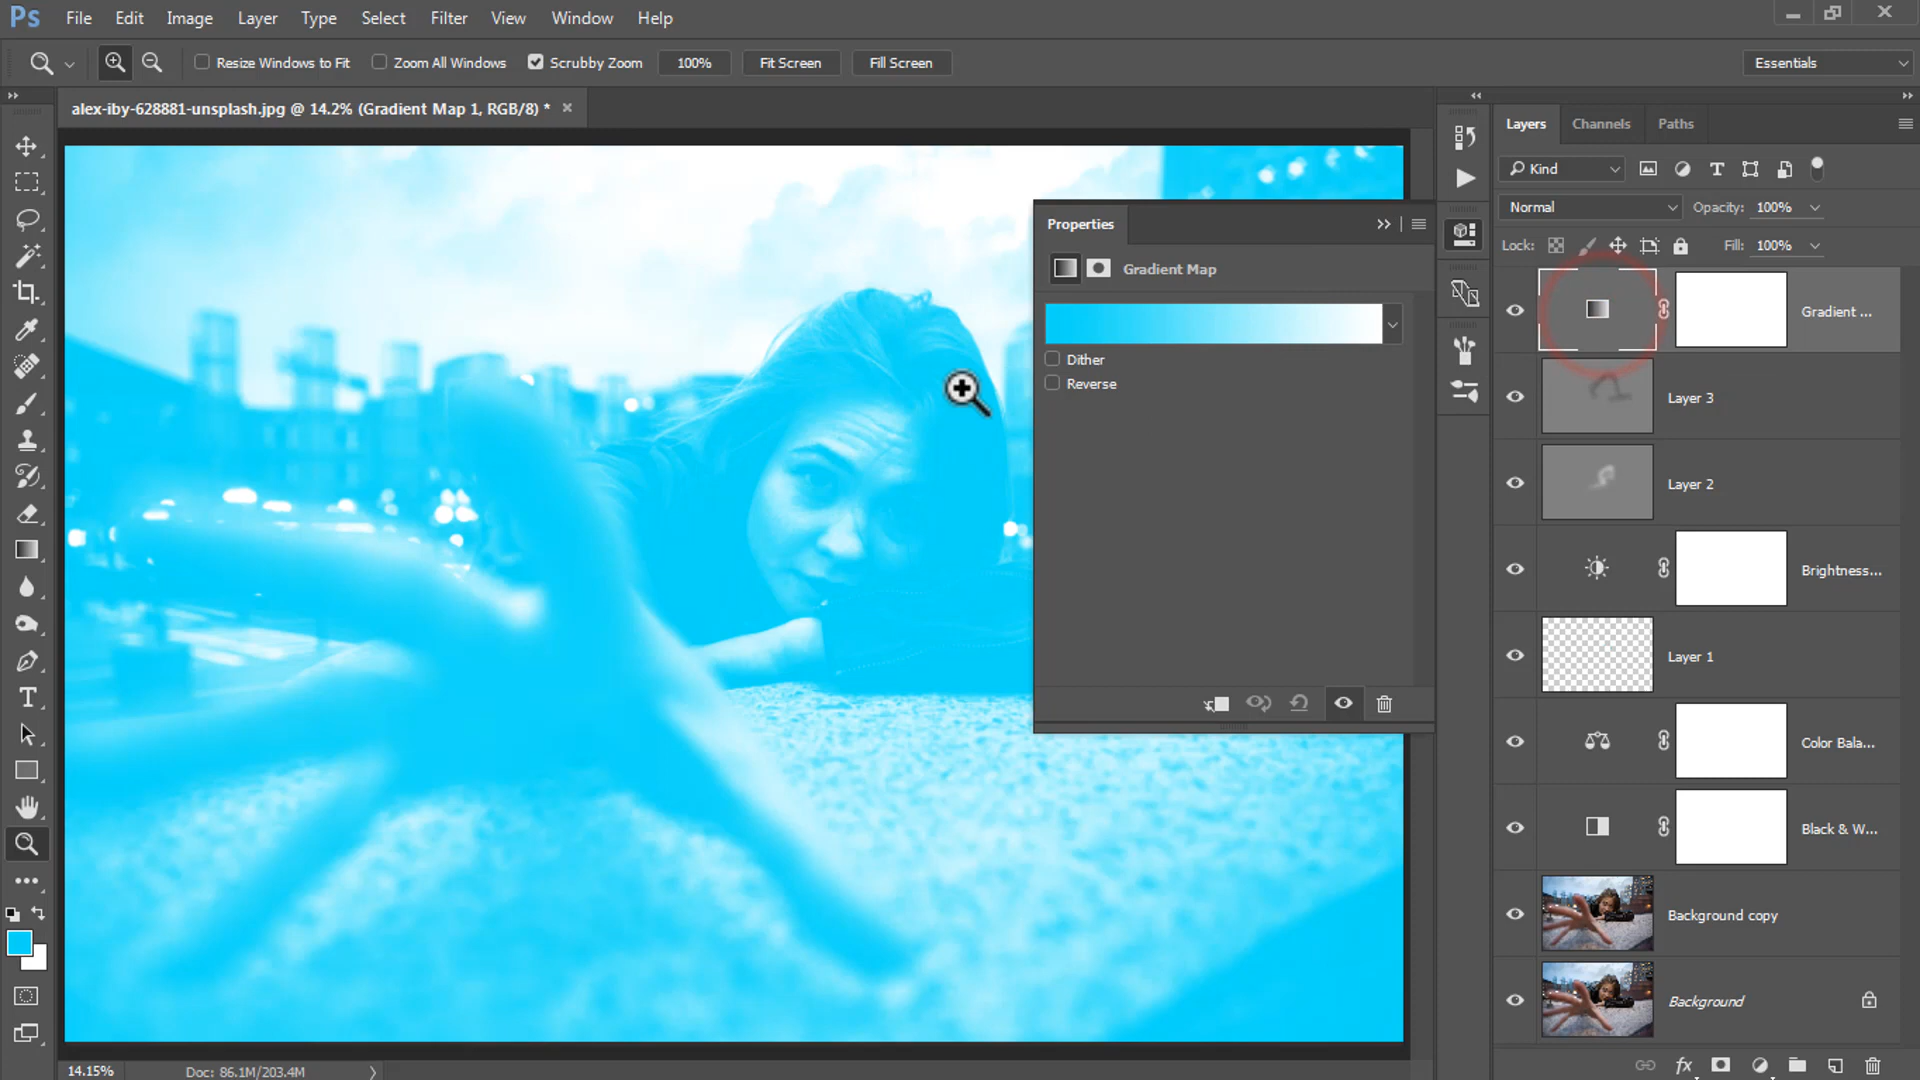 Ps File Edit Image Layer Type Select Filter View Window Help
Resize Windows to Fit Zoom All Windows Scrubby Zoom 100% Fit Screen Fill Screen Essentials
alex-iby-628881-unsplash.jpg @ 14.2% (Gradient Map 1, RGB/8) *
Layers Channels Paths
Kind
Normal Opacity: 100%
Lock: Fill: 100%
Properties
Gradient Map
Dither
Reverse
Gradient ...
Layer 3
Layer 2
Brightness...
Layer 1
Color Bala...
Black & W...
Background copy
Background
14.15% Doc: 86.1M/203.4M